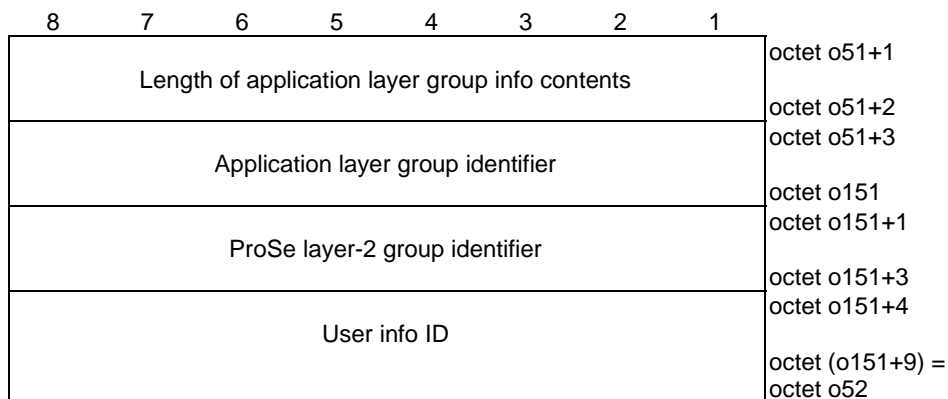 8 7 6 5 4 3 2 1
Length of application layer group info contents
octet o51+1
octet o51+2
Application layer group identifier
octet o51+3
octet o151
ProSe layer-2 group identifier
octet o151+1
octet o151+3
User info ID
octet o151+4
octet (o151+9) =
octet o52